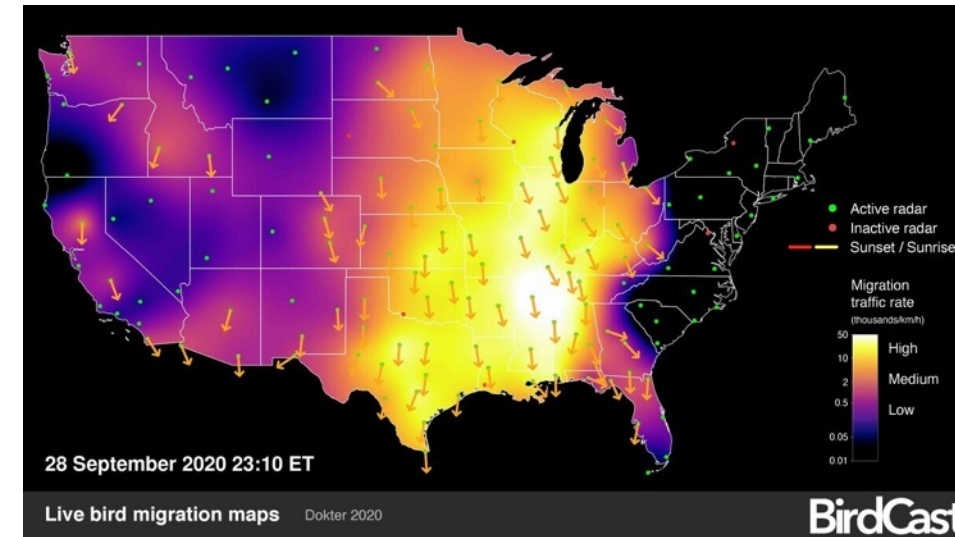 Active radar
Inactive radar
Sunset / Sunrise
Migration
traffic rate
(thousands/km/h)
50
High
10
2
Medium
0.5
Low
0.05
0.01
28 September 2020 23:10 ET
Live bird migration maps Dokter 2020
BirdCast